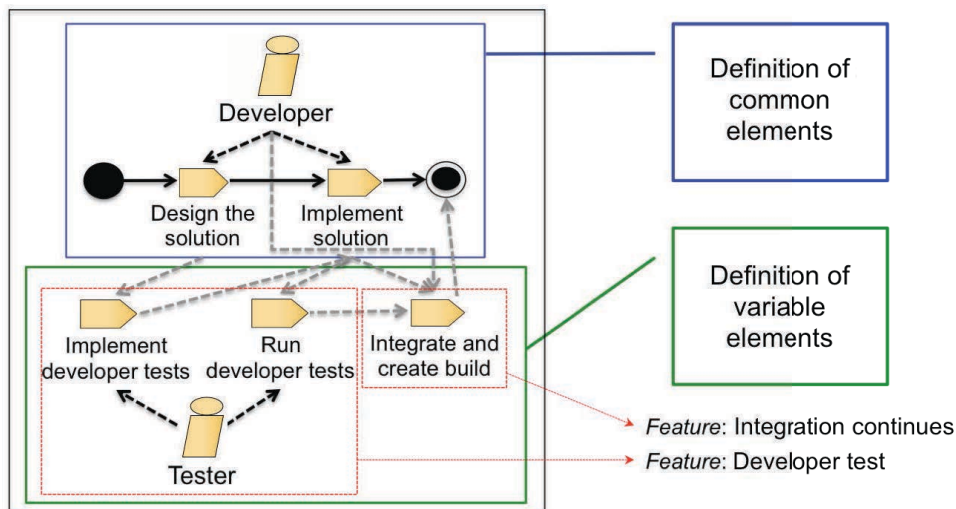 Developer
Design the
solution
Implement
solution
Implement
developer tests
Run
developer tests
Integrate and
create build
Tester
Definition of
common
elements
Definition of
variable
elements
Feature: Integration continues
Feature: Developer test